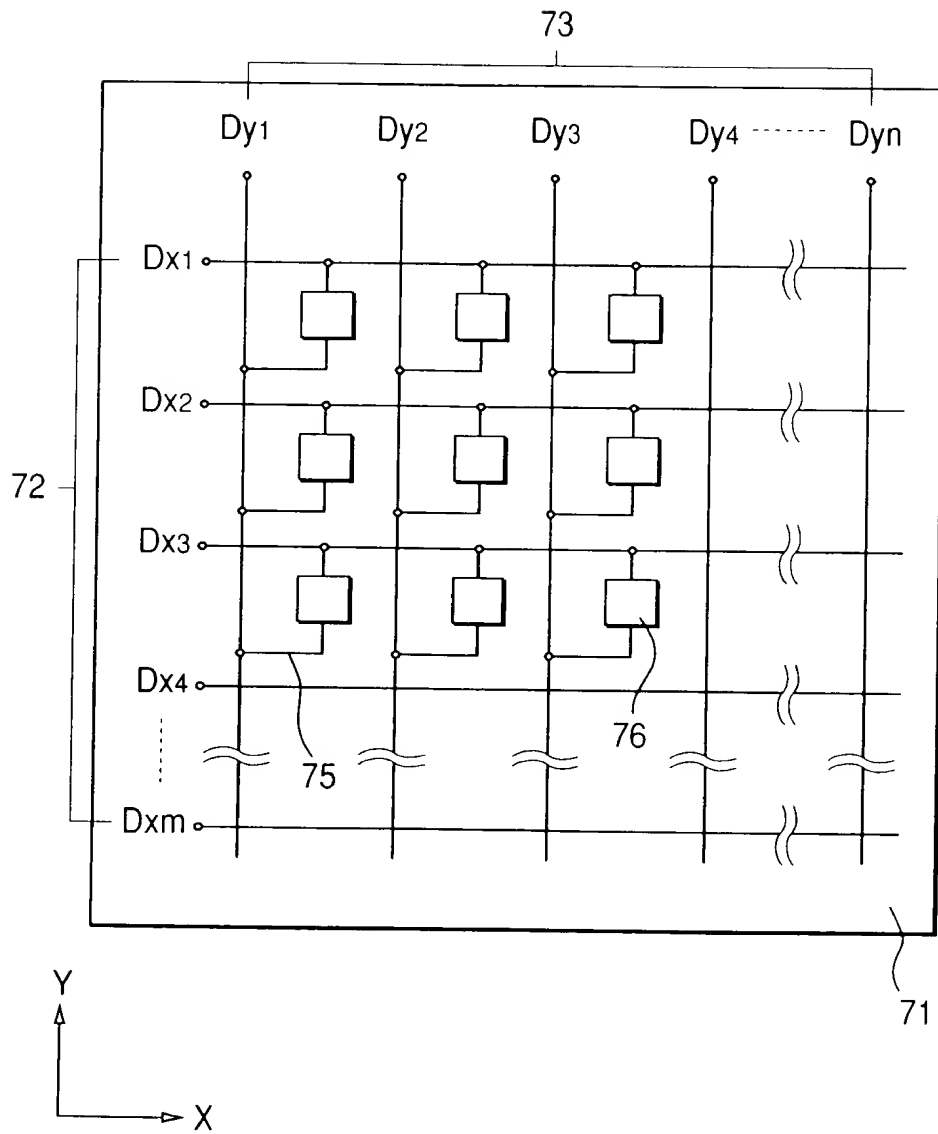 73
Dy1 Dy2 Dy3 Dy4 -------- Dyn
Dx1
Dx2
72
Dx3
Dx4
76
75
Dxm
71
Y
X